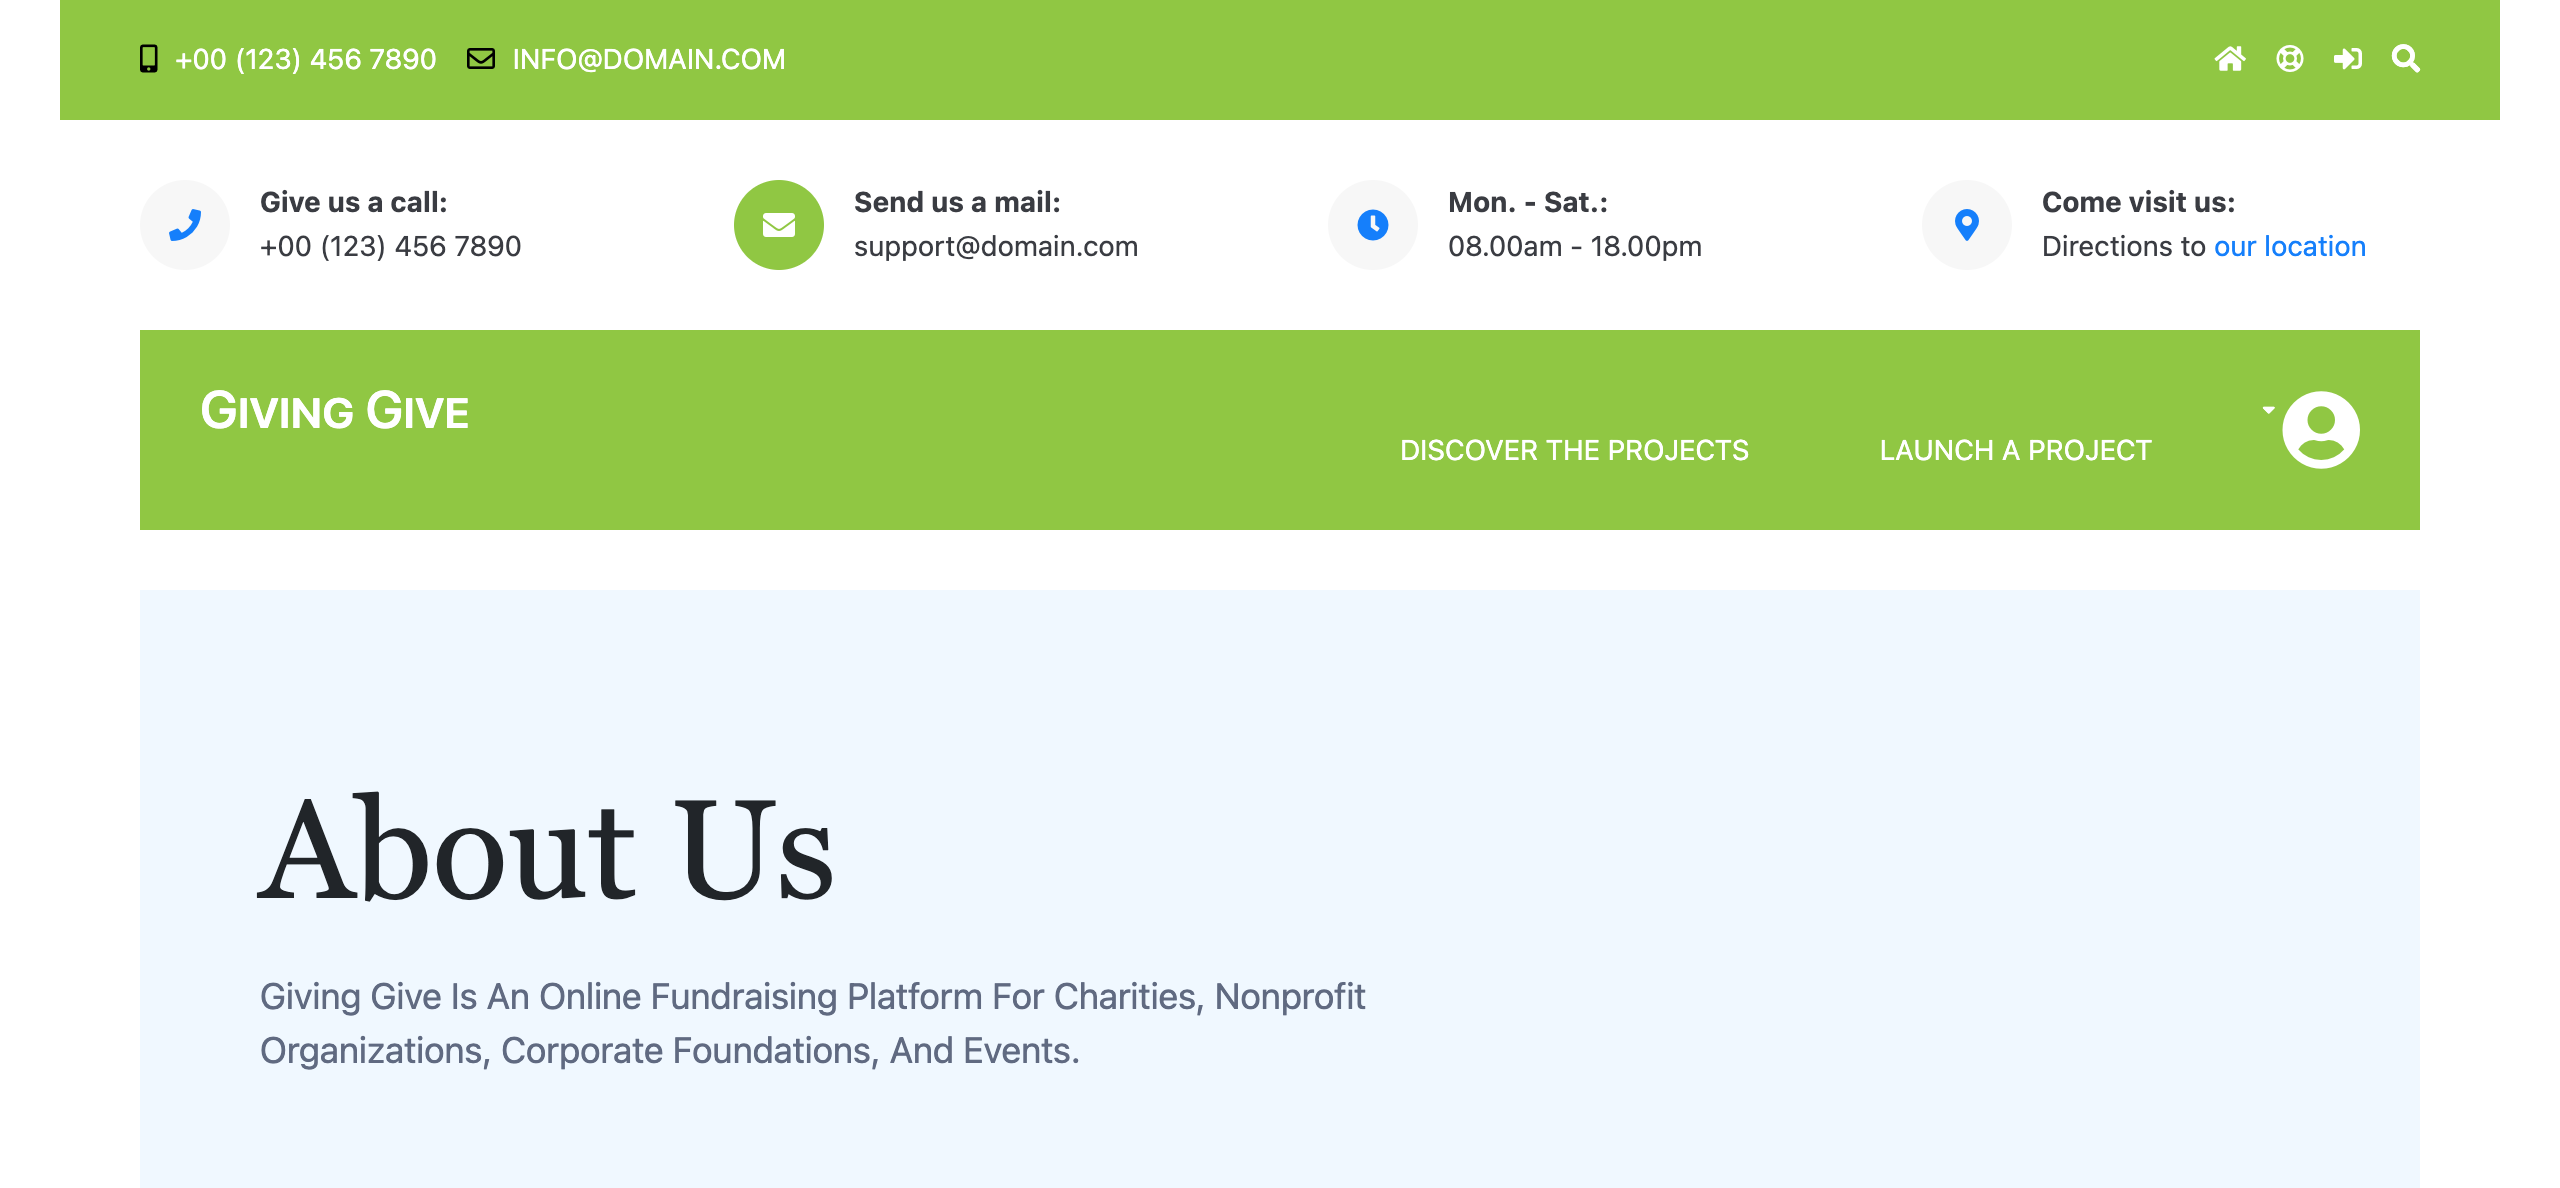 +00 (123) 456 7890 INFO@DOMAIN.COM
Give us a call:
+00 (123) 456 7890
Send us a mail:
support@domain.com
Mon. - Sat.:
08.00am - 18.00pm
Come visit us:
Directions to our location
GIVING GIVE
DISCOVER THE PROJECTS
LAUNCH A PROJECT
About Us
Giving Give Is An Online Fundraising Platform For Charities, Nonprofit
Organizations, Corporate Foundations, And Events.